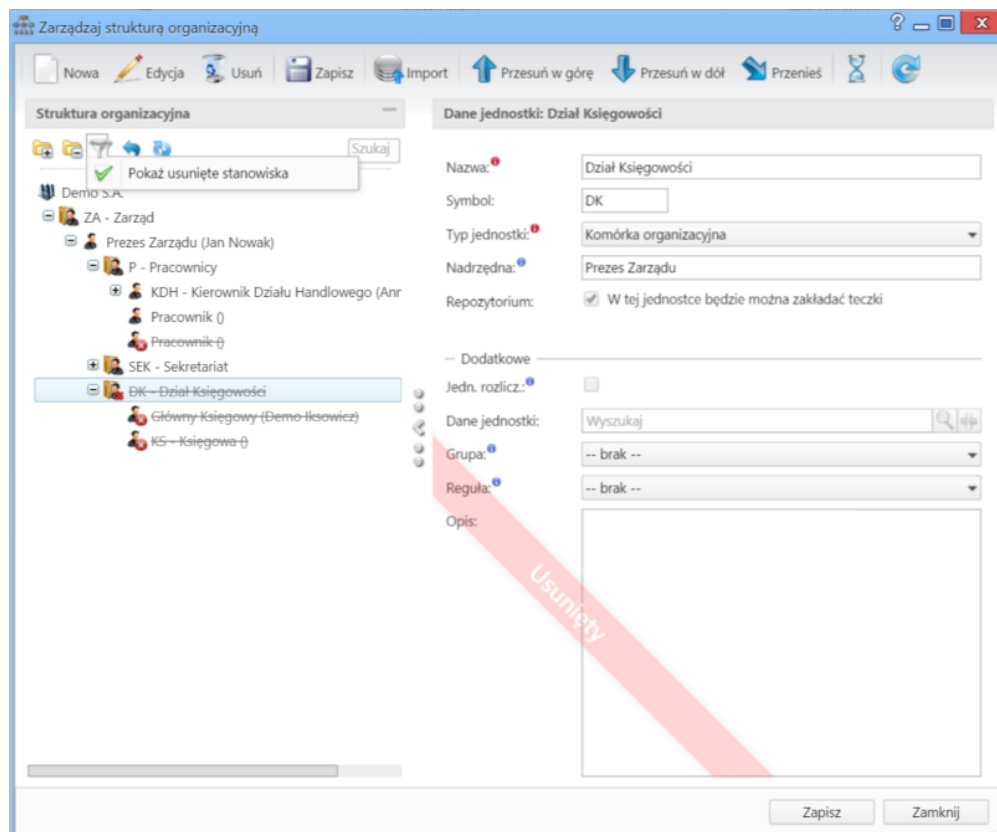 Zarządzaj strukturą organizacyjną
Nowa Edycja Usuń Zapisz Import Przesuń w górę Przesuń w dół Przenieś
Struktura organizacyjna
Szukaj
Pokaż usunięte stanowiska
Demo S.A.
ZA - Zarząd
Prezes Zarządu (Jan Nowak)
P - Pracownicy
KDH - Kierownik Działu Handlowego (Anr
Pracownik ()
Pracownik ()
SEK - Sekretariat
DK - Dział Księgowości
Główny Księgowy (Demo Iksowicz)
KS - Księgowa ()
Dane jednostki: Dział Księgowości
Nazwa: Dział Księgowości
Symbol: DK
Typ jednostki: Komórka organizacyjna
Nadrzędna: Prezes Zarządu
Repozytorium: W tej jednostce będzie można zakładać teczki
Dodatkowe
Jedn. rozlicz.:
Dane jednostki: Wyszukaj
Grupa: -- brak --
Reguła: -- brak --
Opis:
Usunięty
Zapisz Zamknij